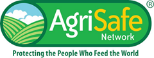 AgriSafe®
Network
Protecting the People Who Feed the World